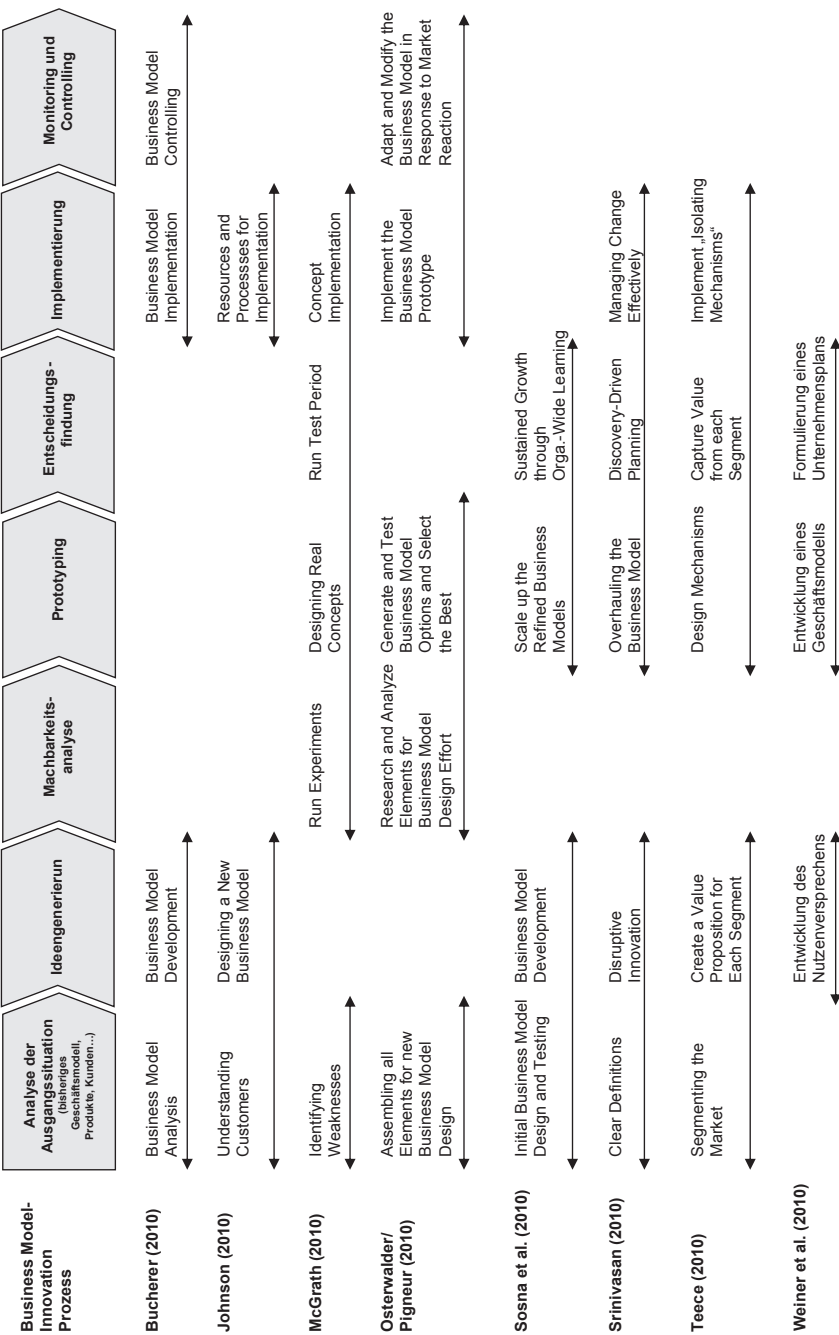 Business Model-
Innovation
Prozess
Analyse der
Ausgangssituation
(bisheriges
Geschäftsmodell,
Produkte, Kunden...)
Ideengenerierun
Machbarkeits-
analyse
Prototyping
Entscheidungs-
findung
Implementierung
Monitoring und
Controlling
Bucherer (2010)
Business Model
Analysis
Business Model
Development
Business Model
Implementation
Business Model
Controlling
Johnson (2010)
Understanding
Customers
Designing a New
Business Model
Resources and
Processses for
Implementation
McGrath (2010)
Identifying
Weaknesses
Run Experiments
Designing Real
Concepts
Run Test Period
Concept
Implementation
Osterwalder/
Pigneur (2010)
Assembling all
Elements for new
Business Model
Design
Research and Analyze
Elements for
Business Model
Design Effort
Generate and Test
Business Model
Options and Select
the Best
Implement the
Business Model
Prototype
Adapt and Modify the
Business Model in
Response to Market
Reaction
Sosna et al. (2010)
Initial Business Model
Design and Testing
Business Model
Development
Scale up the
Refined Business
Models
Sustained Growth
through
Orga.-Wide Learning
Srinivasan (2010)
Clear Definitions
Disruptive
Innovation
Overhauling the
Business Model
Discovery-Driven
Planning
Managing Change
Effectively
Teece (2010)
Segmenting the
Market
Create a Value
Proposition for
Each Segment
Design Mechanisms
Capture Value
from each
Segment
Implement „Isolating
Mechanisms“
Weiner et al. (2010)
Entwicklung des
Nutzenversprechens
Entwicklung eines
Geschäftsmodells
Formulierung eines
Unternehmensplans